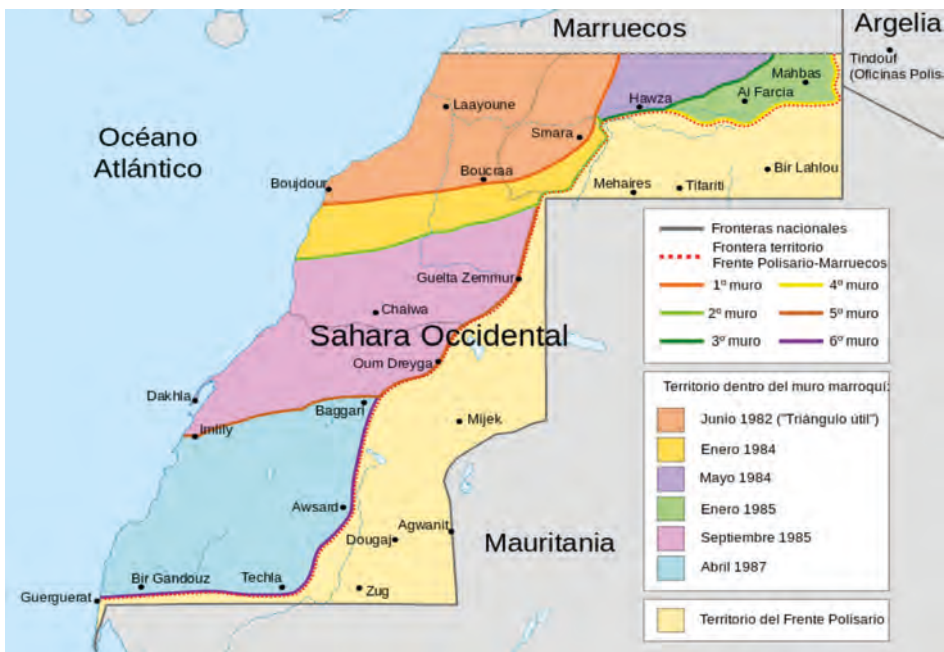 Marruecos
Argelia
Tindouf
(Oficinas Polisa
Mahbas
Al Farcia
Hawza
Laayoune
Smara
Océano
Atlántico
Boucraa
Boujdour
Bir Lahlou
Mehaires
Tifariti
Guelta Zemmur
Chalwa
Sahara Occidental
Oum Dreyga
Dakhla
Baggari
Imlily
Mijek
Awsard
Agwanit
Dougaj
Mauritania
Bir Gandouz
Techla
Zug
Guerguerat
Fronteras nacionales
Frontera territorio
Frente Polisario-Marruecos
1º muro
4º muro
2º muro
5º muro
3º muro
6º muro
Territorio dentro del muro marroquí:
Junio 1982 ("Triángulo útil")
Enero 1984
Mayo 1984
Enero 1985
Septiembre 1985
Abril 1987
Territorio del Frente Polisario